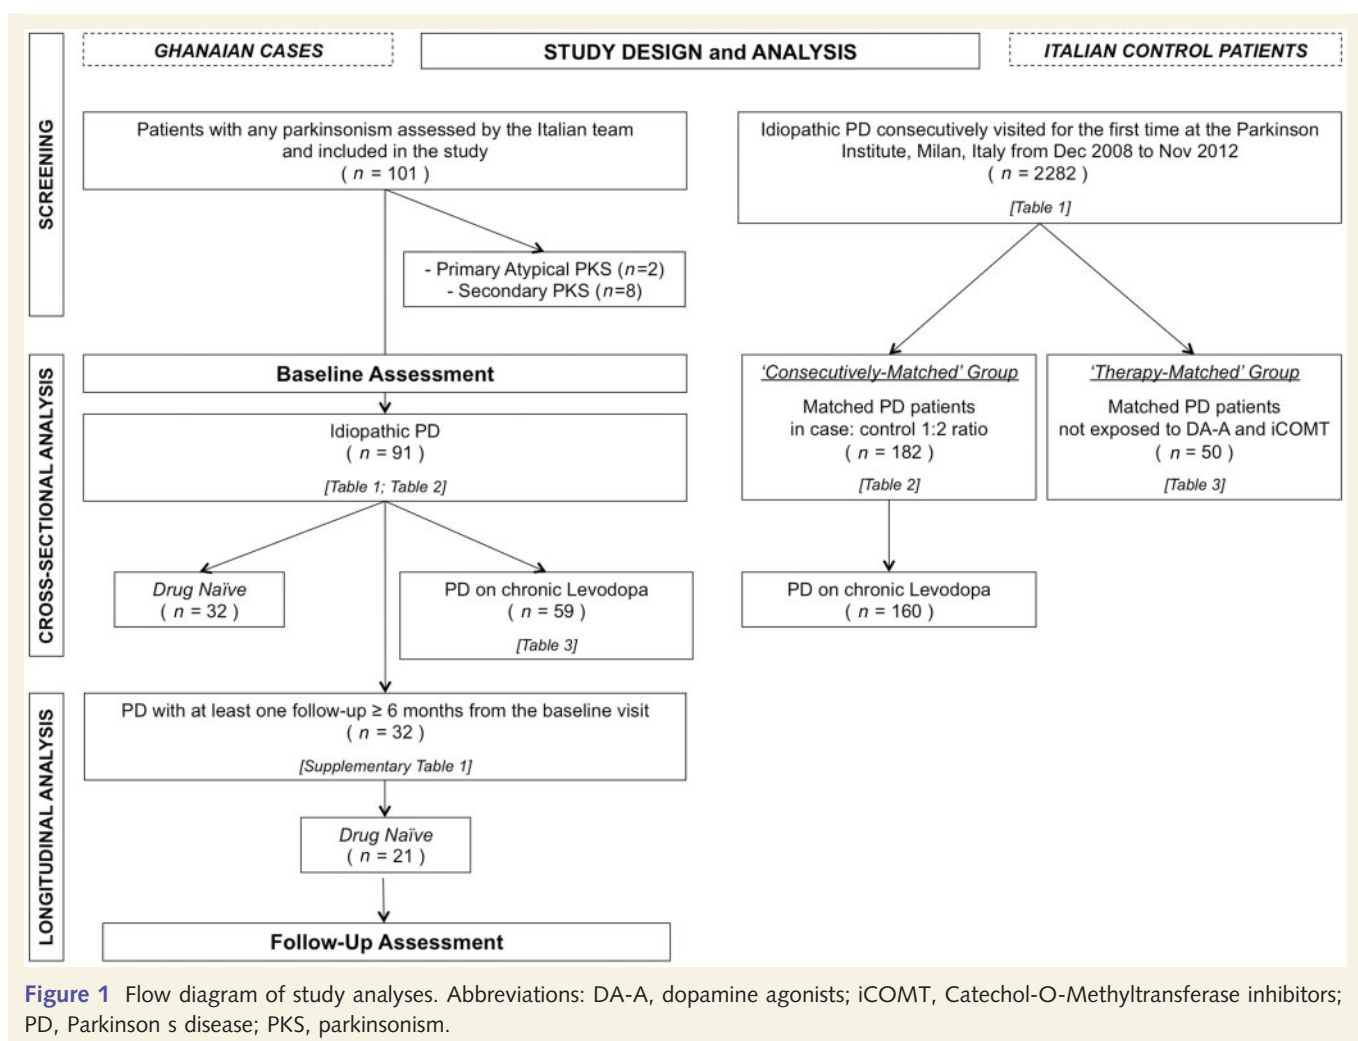 GHANAIAN CASES
STUDY DESIGN and ANALYSIS
ITALIAN CONTROL PATIENTS
SCREENING
Patients with any parkinsonism assessed by the Italian team
and included in the study
( n = 101 )
- Primary Atypical PKS (n=2)
- Secondary PKS (n=8)
Idiopathic PD consecutively visited for the first time at the Parkinson
Institute, Milan, Italy from Dec 2008 to Nov 2012
( n = 2282 )
[Table 1]
CROSS-SECTIONAL ANALYSIS
Baseline Assessment
Idiopathic PD
( n = 91 )
[Table 1; Table 2]
Drug Naïve
( n = 32 )
PD on chronic Levodopa
( n = 59 )
[Table 3]
'Consecutively-Matched' Group
Matched PD patients
in case: control 1:2 ratio
( n = 182 )
[Table 2]
'Therapy-Matched' Group
Matched PD patients
not exposed to DA-A and iCOMT
( n = 50 )
[Table 3]
PD on chronic Levodopa
( n = 160 )
LONGITUDINAL ANALYSIS
PD with at least one follow-up ≥ 6 months from the baseline visit
( n = 32 )
[Supplementary Table 1]
Drug Naïve
( n = 21 )
Follow-Up Assessment
Figure 1 Flow diagram of study analyses. Abbreviations: DA-A, dopamine agonists; iCOMT, Catechol-O-Methyltransferase inhibitors;
PD, Parkinson s disease; PKS, parkinsonism.